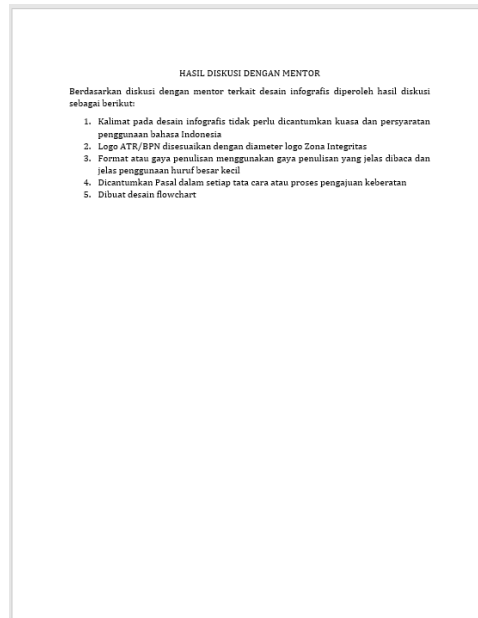 HASIL DISKUSI DENGAN MENTOR
Berdasarkan diskusi dengan mentor terkait desain infografis diperoleh hasil diskusi
sebagai berikut:
1. Kalimat pada desain infografis tidak perlu dicantumkan kuasa dan persyaratan
penggunaan bahasa Indonesia
2. Logo ATR/BPN disesuaikan dengan diameter logo Zona Integritas
3. Format atau gaya penulisan menggunakan gaya penulisan yang jelas dibaca dan
jelas penggunaan huruf besar kecil
4. Dicantumkan Pasal dalam setiap tata cara atau proses pengajuan keberatan
5. Dibuat desain flowchart